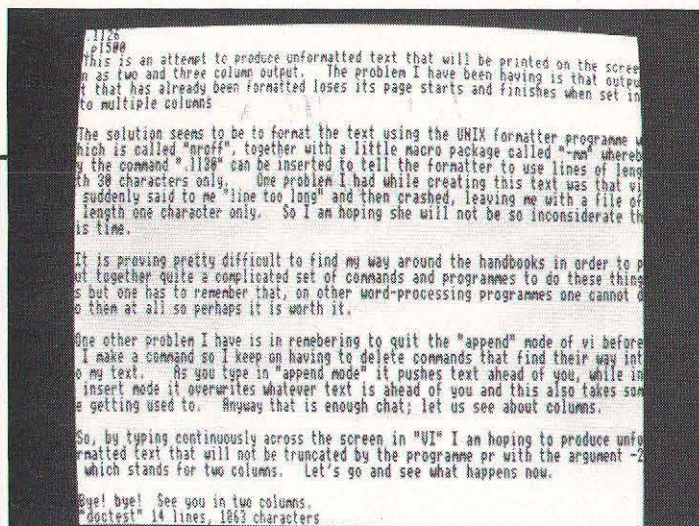 .ll26
.pl500
This is an attempt to produce unformatted text that will be printed on the scree
n as two and three column output.   The problem I have been having is that outpu
t that has already been formatted loses its page starts and finishes when set in
to multiple columns
The solution seems to be to format the text using the UNIX formatter programme w
hich is called "nroff", together with a little macro package called "-mm" whereb
y the command ".ll30" can be inserted to tell the formatter to use lines of leng
th 30 characters only.    One problem I had while creating this text was that vi
suddenly said to me "line too long" and then crashed, leaving me with a file of
length one character only.   So I am hoping she will not be so inconsiderate th
is time.
It is proving pretty difficult to find my way around the handbooks in order to p
ut together quite a complicated set of commands and programmes to do these thing
s but one has to remember that, on other word-processing programmes one cannot d
o them at all so perhaps it is worth it.
One other problem I have is in remebering to quit the "append" mode of vi before
I make a command so I keep on having to delete commands that find their way int
o my text.    As you type in "append mode" it pushes text ahead of you, while in
insert mode it overwrites whatever text is ahead of you and this also takes som
e getting used to.   Anyway that is enough chat; let us see about columns.
So, by typing continuously across the screen in "VI" I am hoping to produce unfo
rmatted text that will not be truncated by the programme pr with the argument -2
which stands for two columns.   Let's go and see what happens now.
Bye! bye!  See you in two columns.
"doctest" 14 lines, 1863 characters